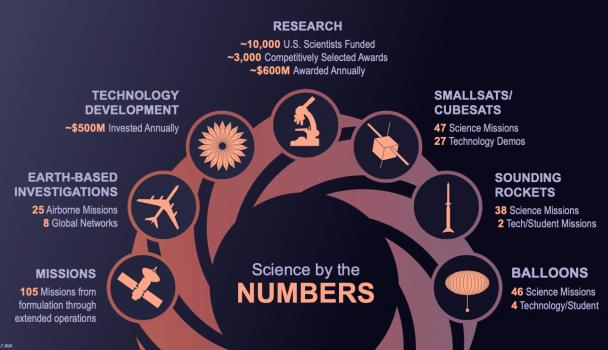 RESEARCH
~10,000 U.S. Scientists Funded
~3,000 Competitively Selected Awards
~$600M Awarded Annually
TECHNOLOGY
DEVELOPMENT
~$500M Invested Annually
SMALLSATS/
CUBESATS
47 Science Missions
27 Technology Demos
EARTH-BASED
INVESTIGATIONS
25 Airborne Missions
8 Global Networks
SOUNDING
ROCKETS
38 Science Missions
2 Tech/Student Missions
MISSIONS
105 Missions from
formulation through
extended operations
BALLOONS
46 Science Missions
4 Technology/Student
Science by the
NUMBERS
2020